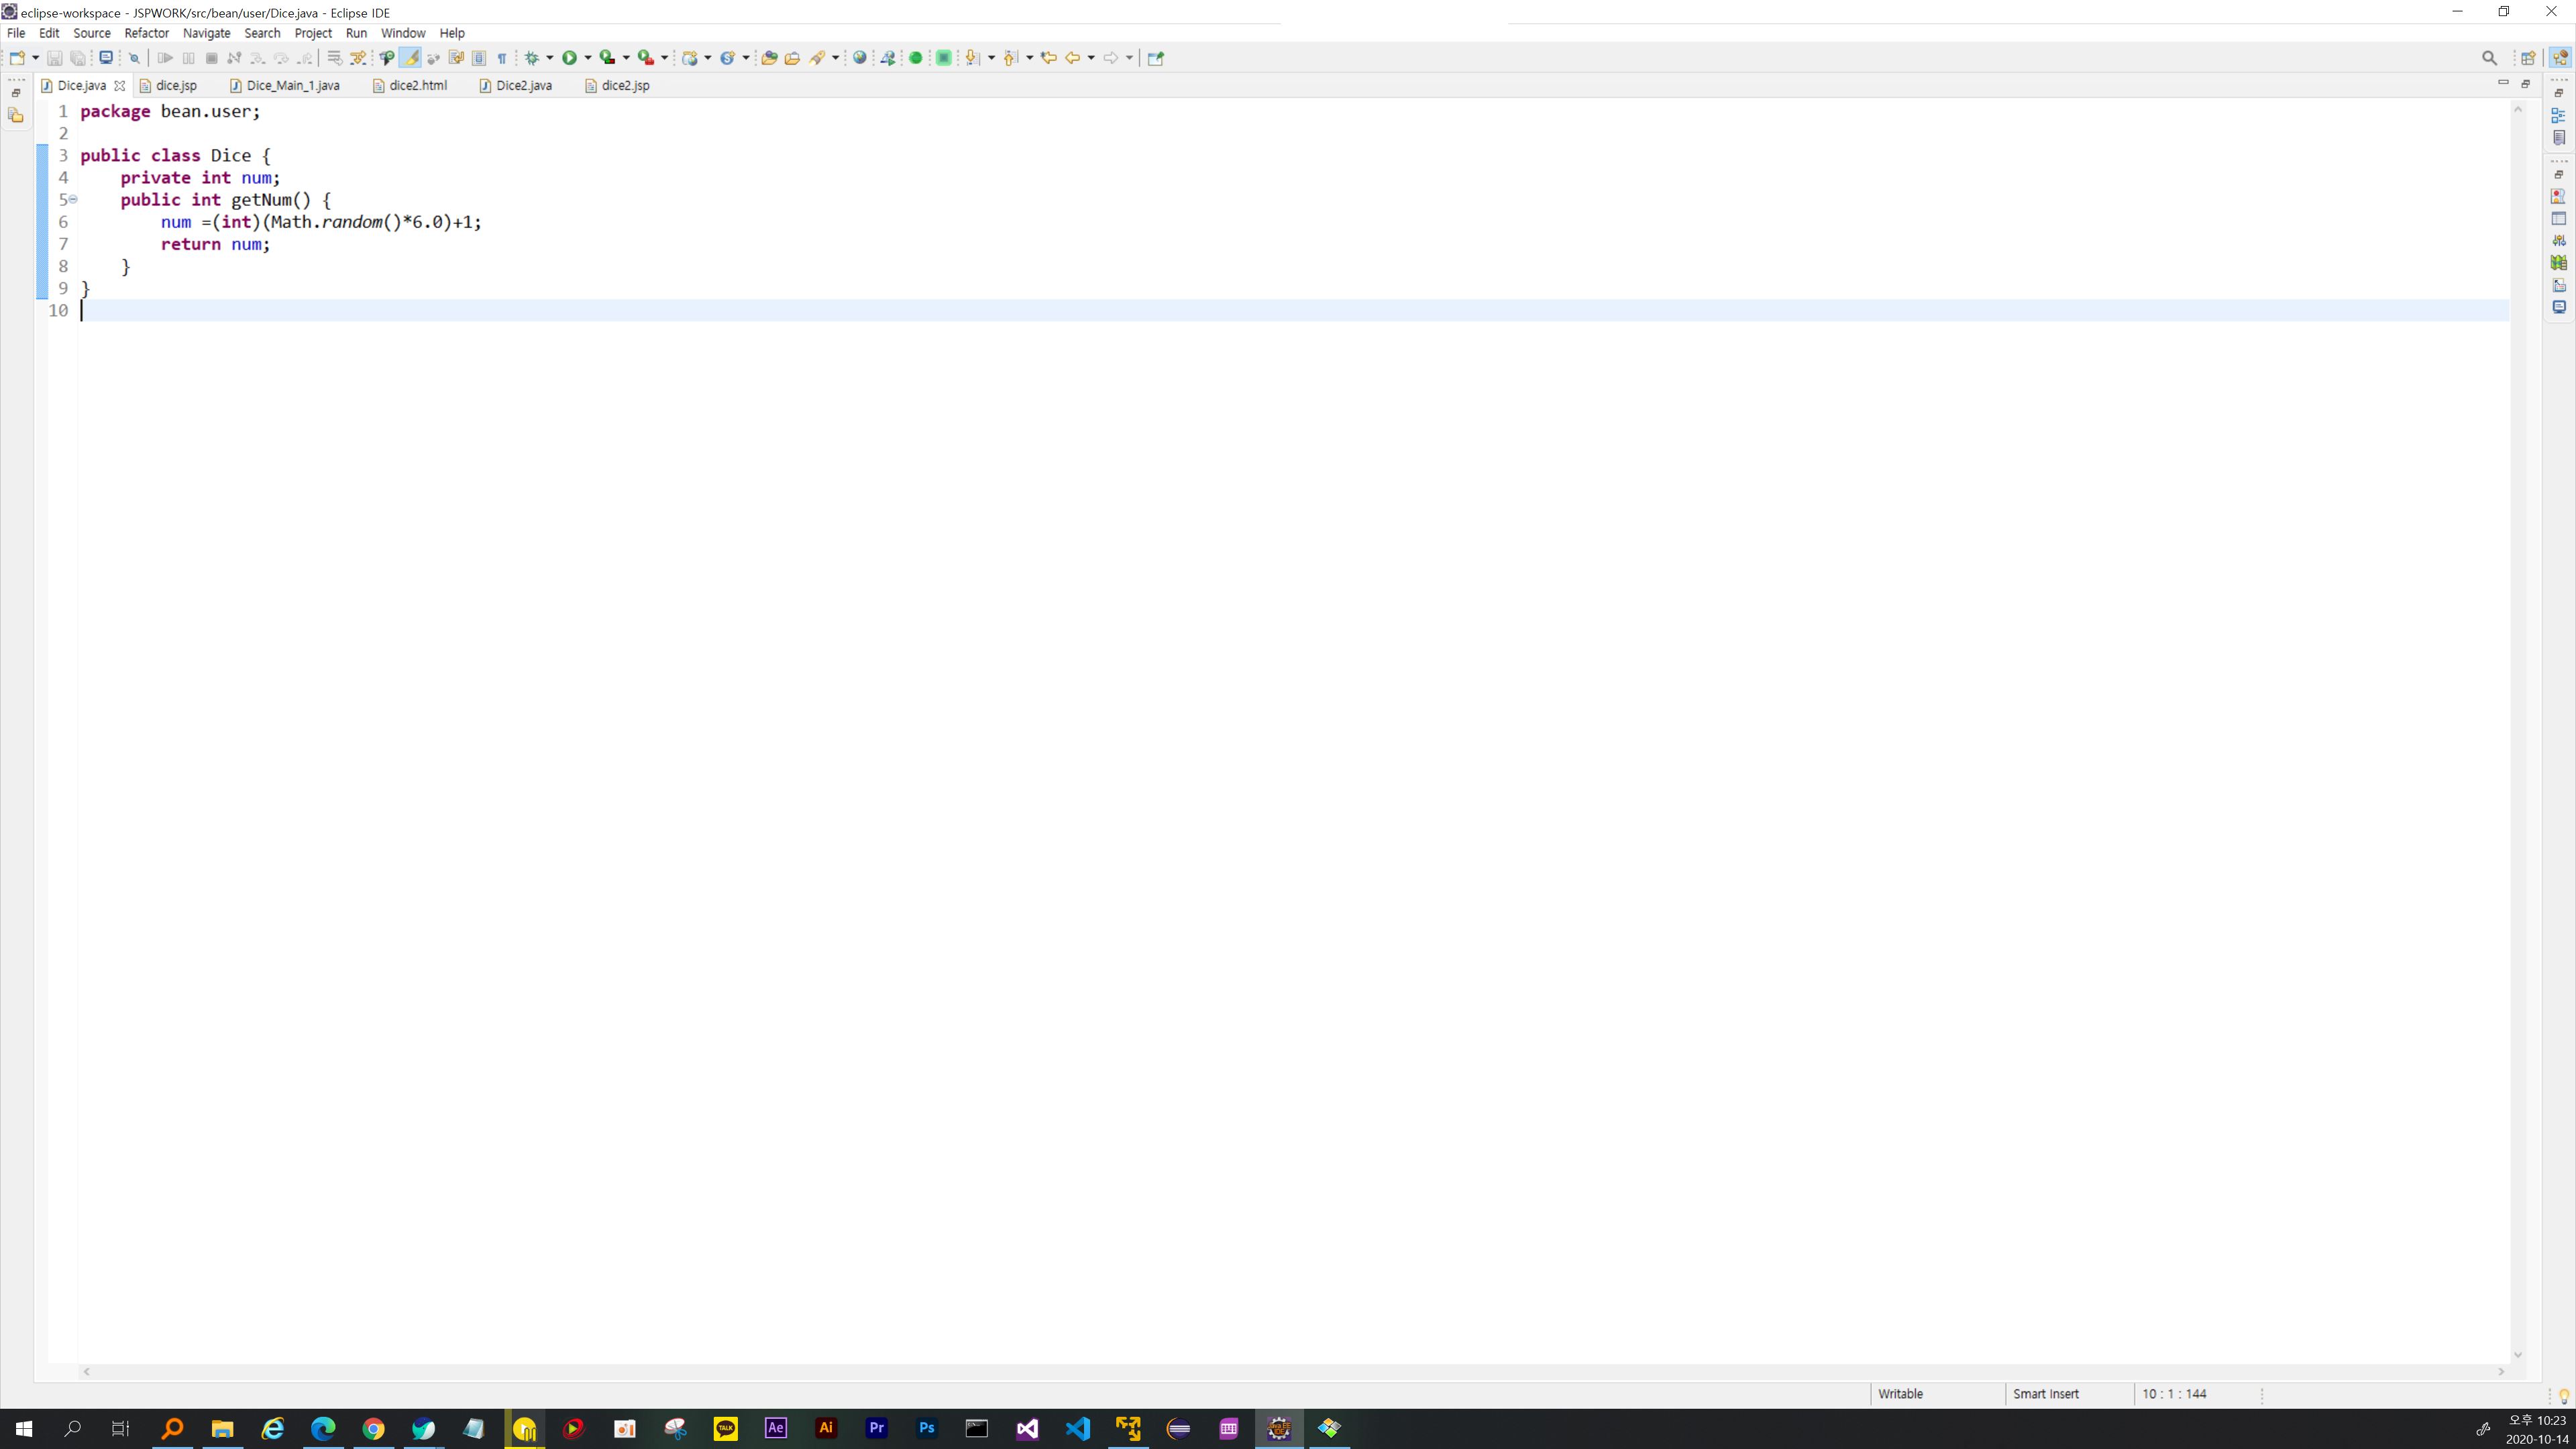 eclipse-workspace - JSPWORK/src/bean/user/Dice.java - Eclipse IDE
File Edit Source Refactor Navigate Search Project Run Window Help
Dice.java dice.jsp Dice_Main_1.java dice2.html Dice2.java dice2.jsp
1 package bean.user;
2
3 public class Dice {
4     private int num;
5     public int getNum() {
6         num =(int)(Math.random()*6.0)+1;
7         return num;
8     }
9 }
10
Writable Smart Insert 10 : 1 : 144
TALK Ae Ai Pr Ps
오후 10:23
2020-10-14